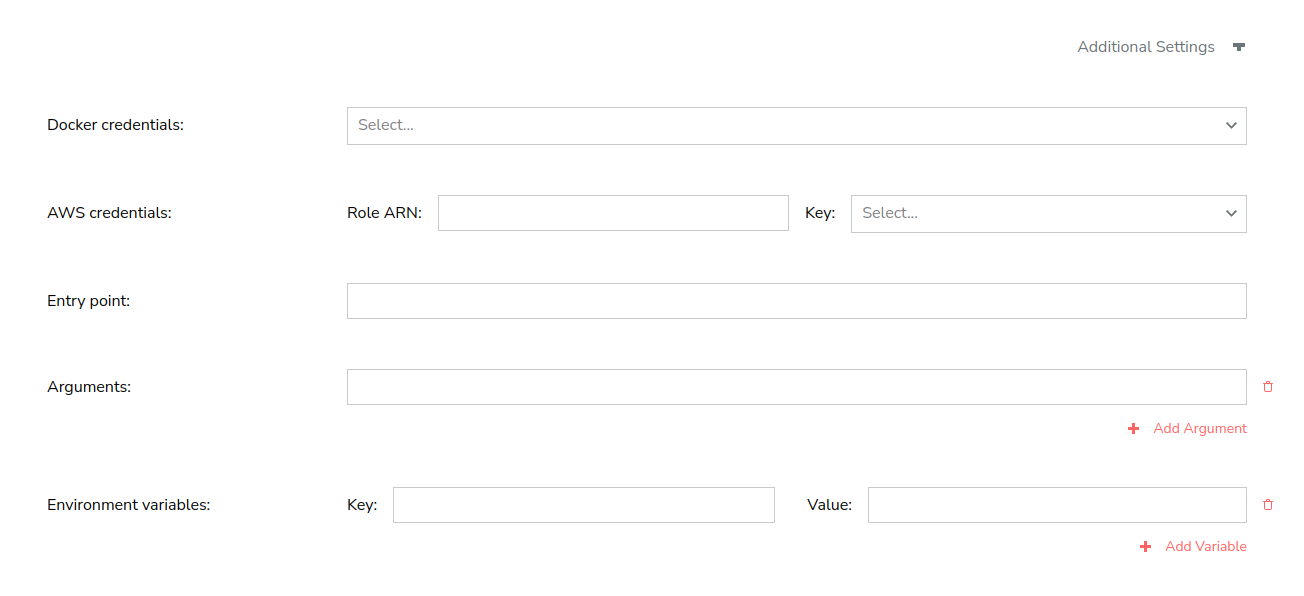 Additional Settings
Docker credentials: Select...
AWS credentials: Role ARN: Key: Select...
Entry point:
Arguments:
Add Argument
Environment variables: Key: Value:
Add Variable